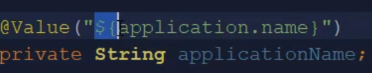 @Value("${application.name}")
private String applicationName;